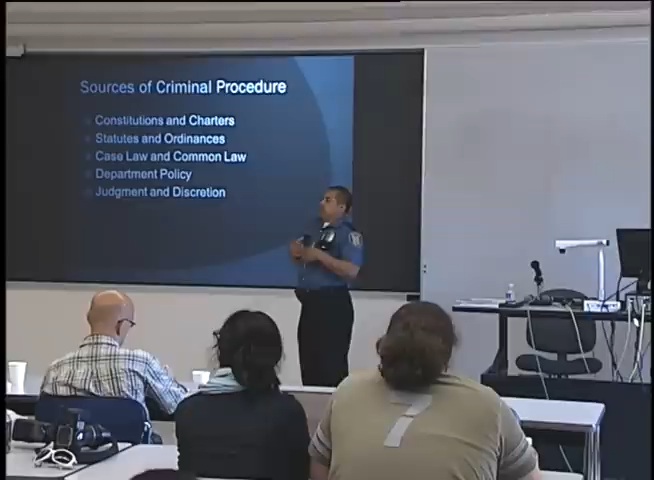 Sources of Criminal Procedure
Constitutions and Charters
Statutes and Ordinances
Case Law and Common Law
Department Policy
Judgment and Discretion
7